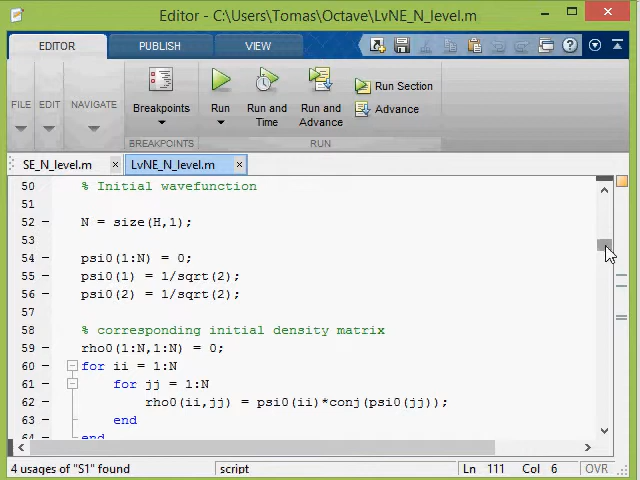 Editor - C:\Users\Tomas\Octave\LvNE_N_level.m
EDITOR PUBLISH VIEW
FILE EDIT NAVIGATE Breakpoints Run Run and Time Run and Advance Run Section Advance
BREAKPOINTS RUN
SE_N_level.m × LvNE_N_level.m ×
50 % Initial wavefunction
51
52 - N = size(H,1);
53
54 - psi0(1:N) = 0;
55 - psi0(1) = 1/sqrt(2);
56 - psi0(2) = 1/sqrt(2);
57
58 % corresponding initial density matrix
59 - rho0(1:N,1:N) = 0;
60 - for ii = 1:N
61 - for jj = 1:N
62 - rho0(ii,jj) = psi0(ii)*conj(psi0(jj));
63 - end
64 - end
4 usages of "S1" found script Ln 111 Col 6 OVR